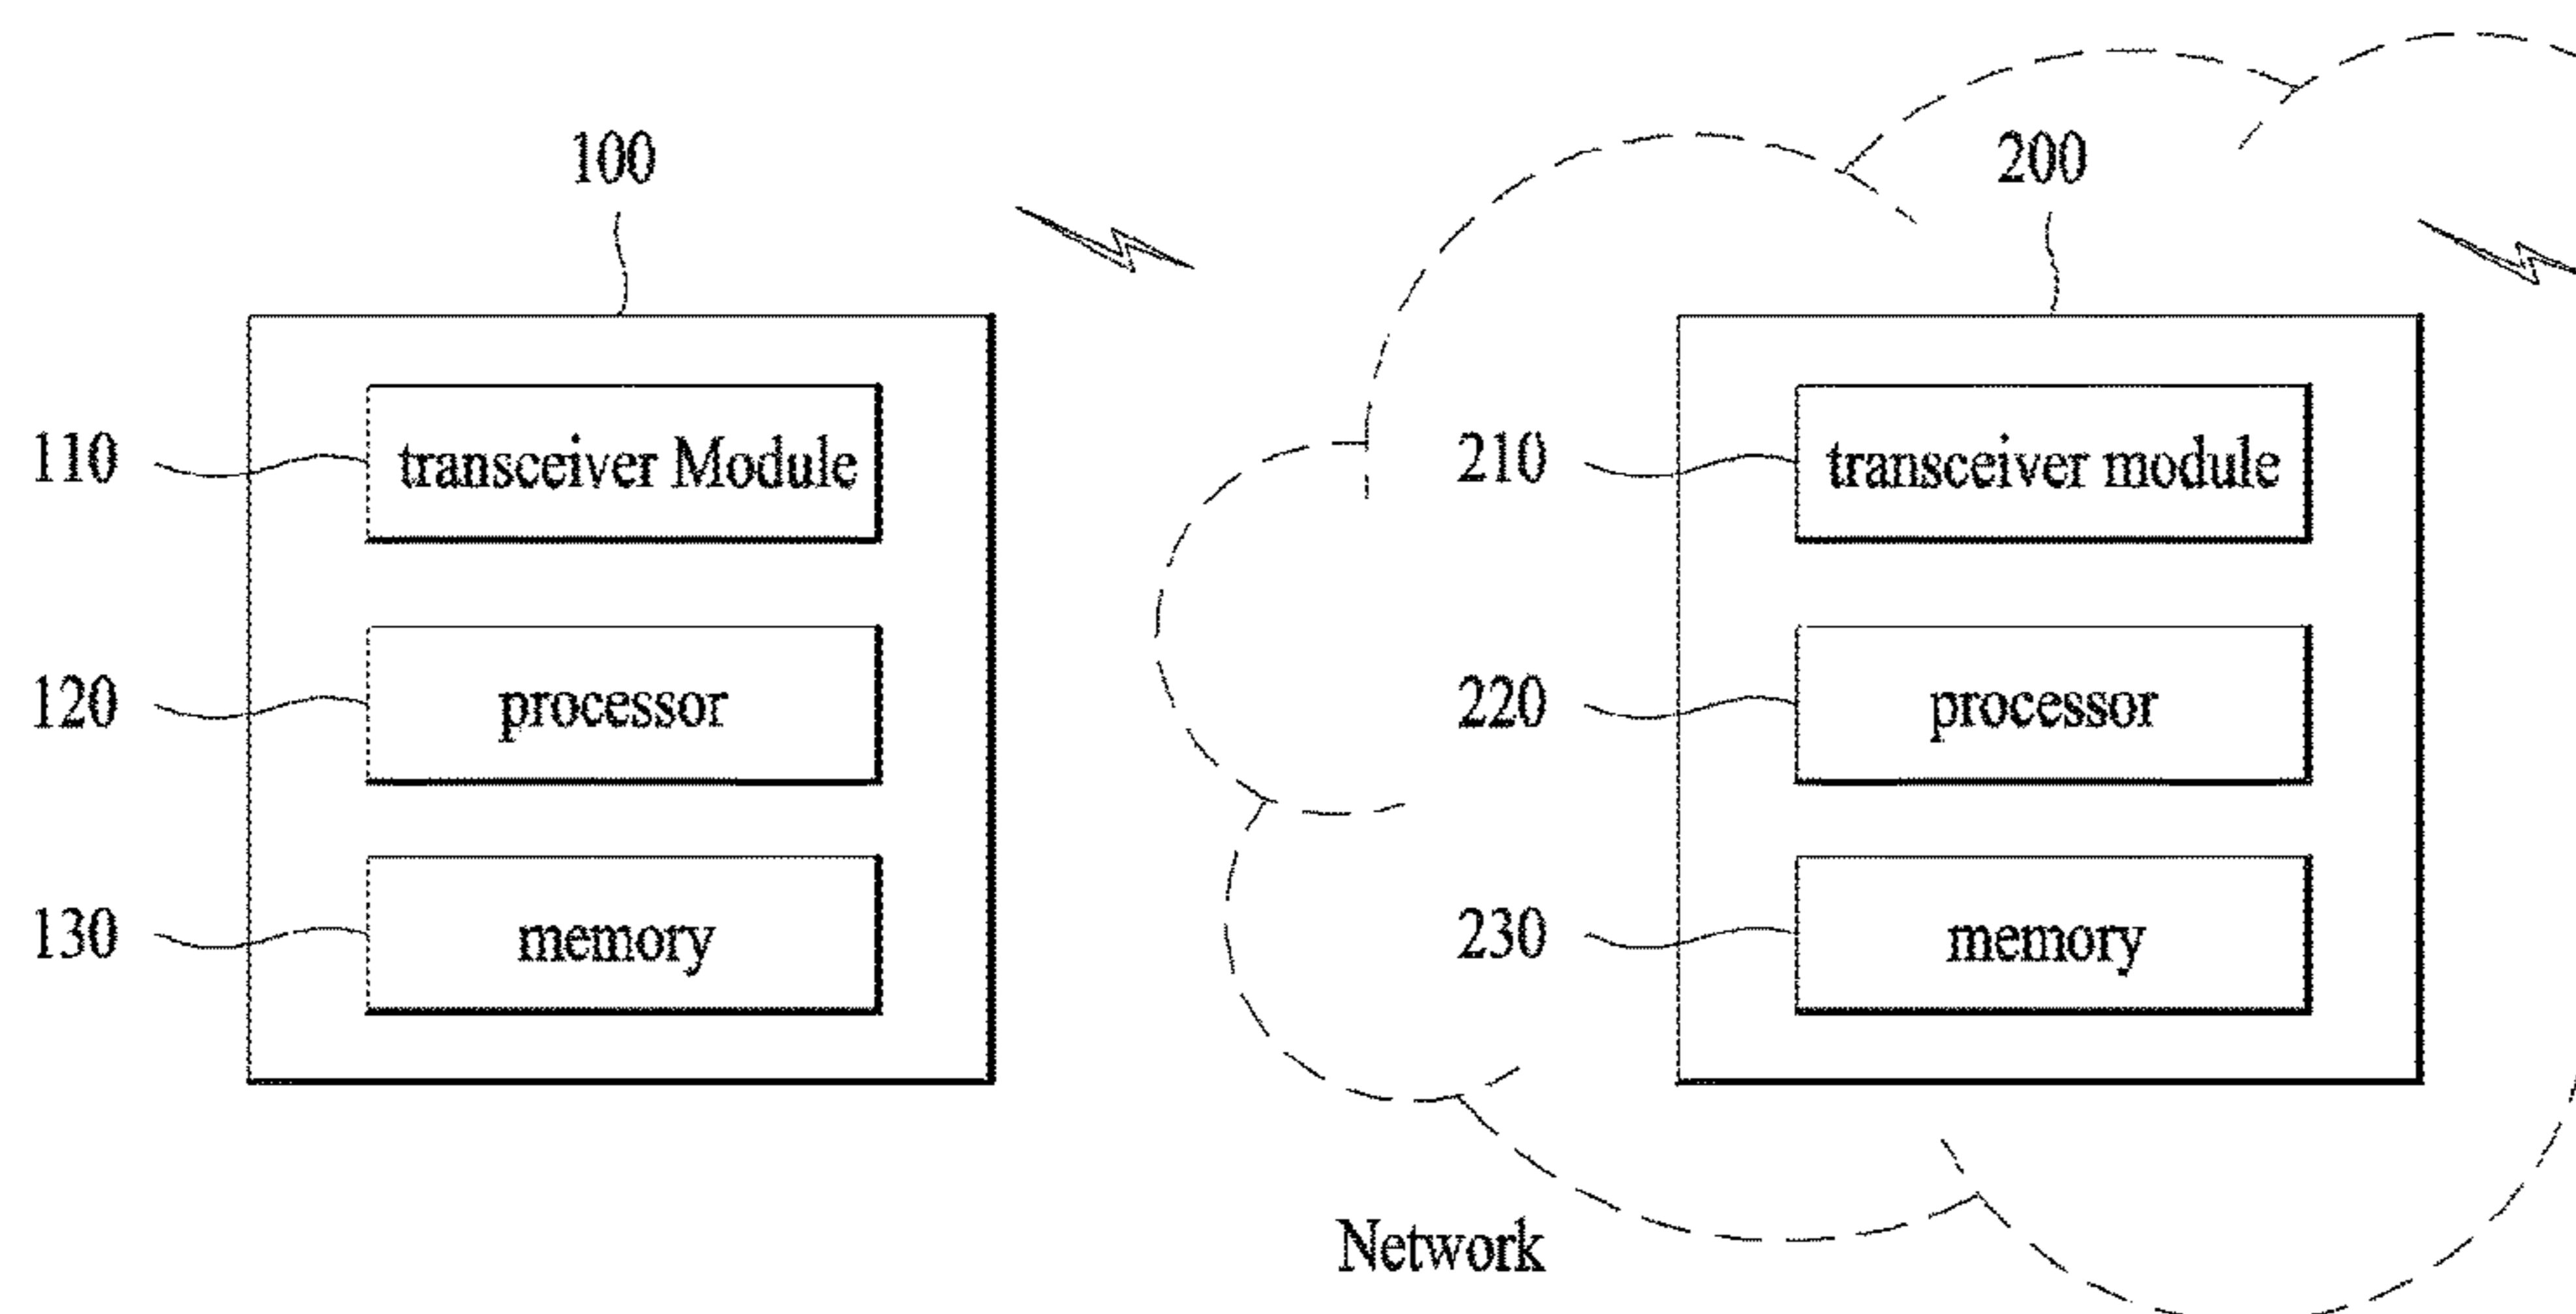 100
200
110
transceiver Module
210
transceiver module
120
processor
220
processor
130
memory
230
memory
Network